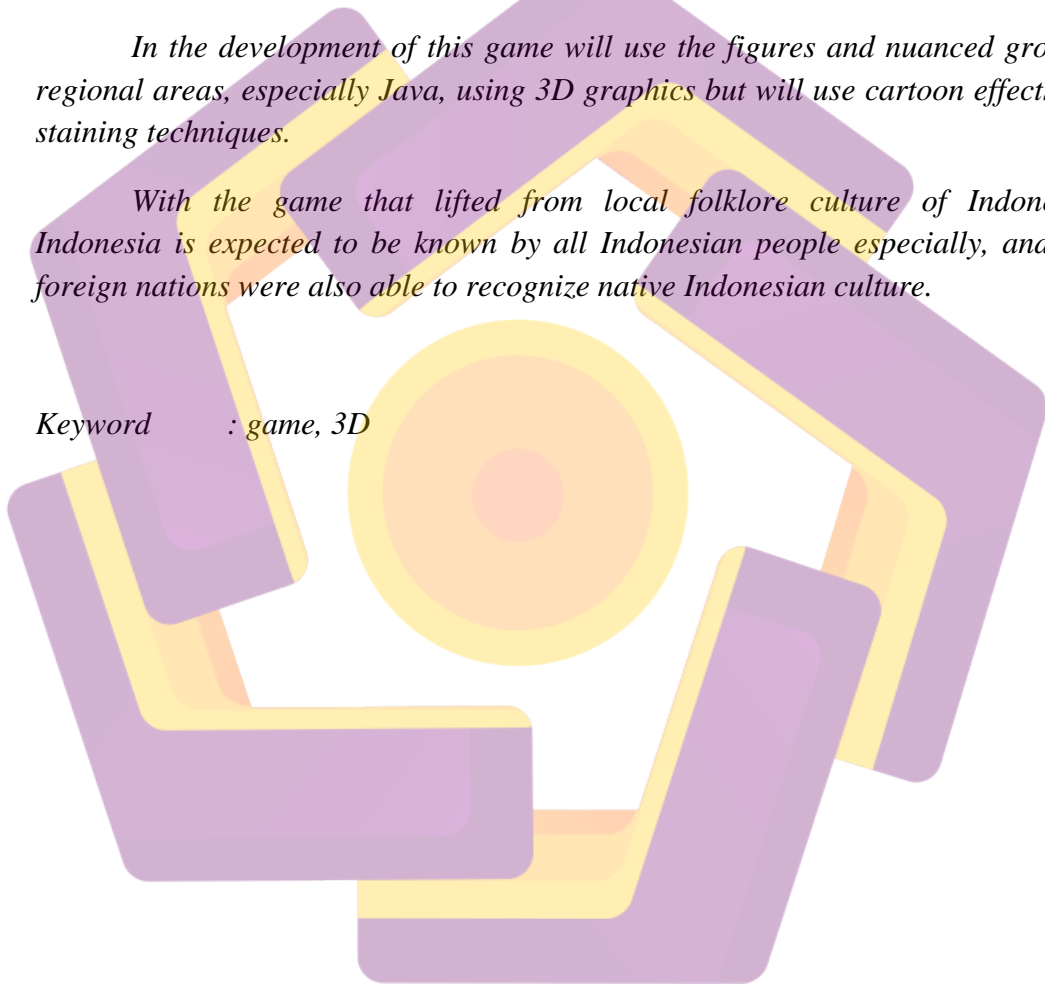 In the development of this game will use the figures and nuanced
regional areas, especially Java, using 3D graphics but will use cartoon
staining techniques.
With the game that lifted from local folklore culture of
Indonesia is expected to be known by all Indonesian people especially, and
foreign nations were also able to recognize native Indonesian culture.
Keyword : game, 3D